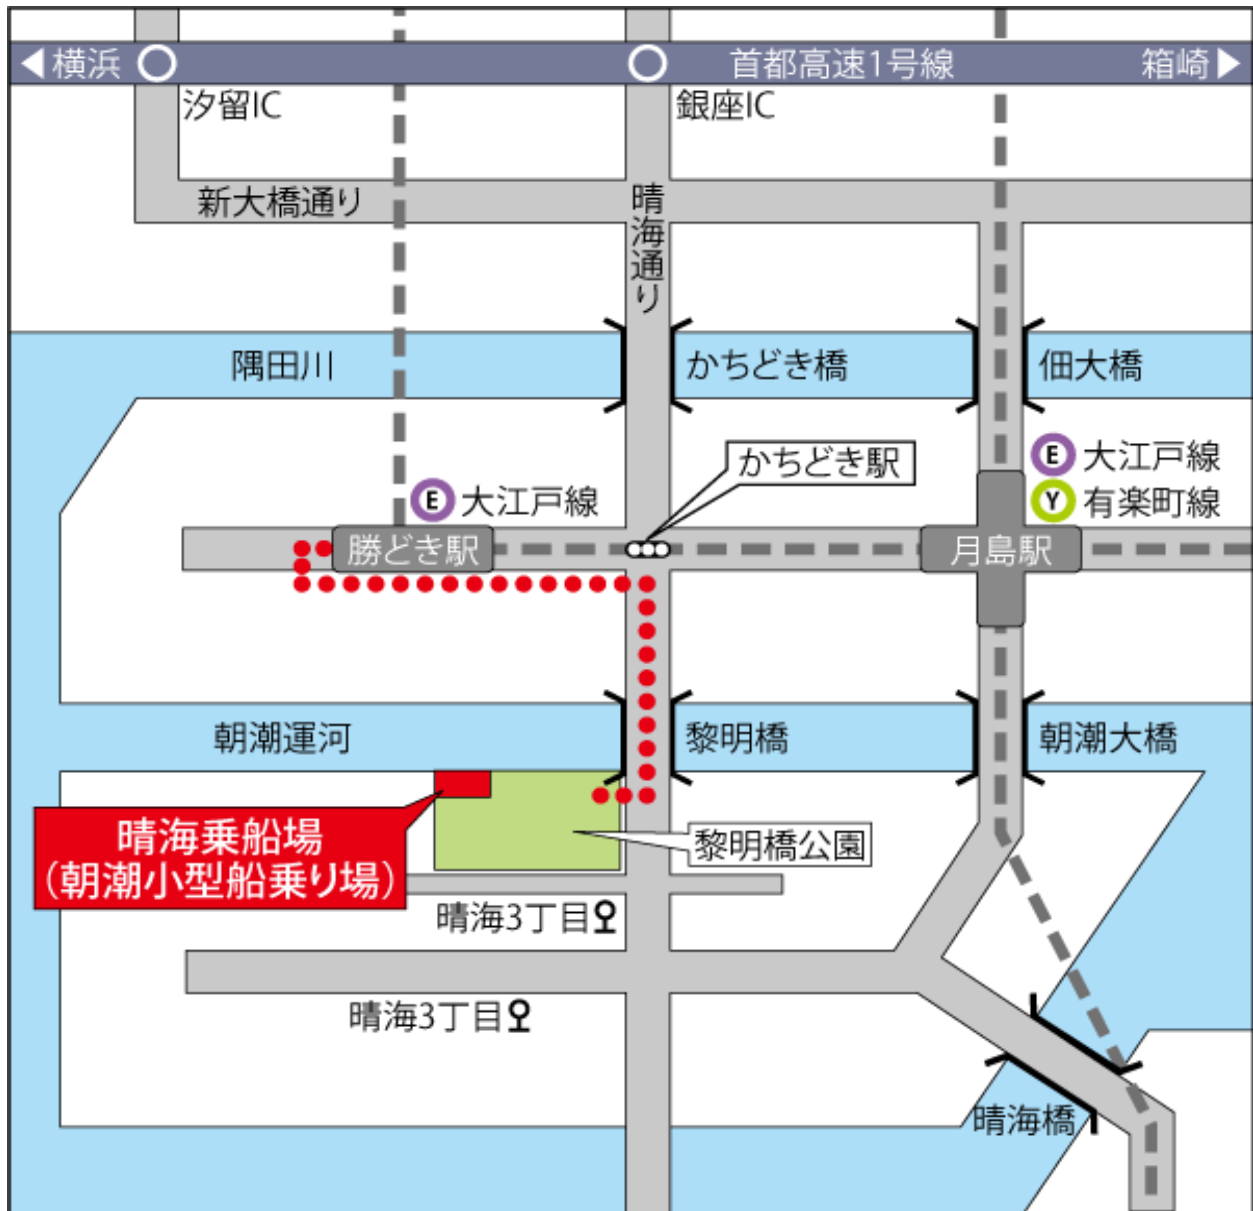 横浜
首都高速1号線
箱崎
汐留IC
銀座IC
新大橋通り
晴海通り
隅田川
かちどき橋
佃大橋
かちどき駅
E 大江戸線
E 大江戸線
Y 有楽町線
勝どき駅
月島駅
朝潮運河
黎明橋
朝潮大橋
晴海乗船場
(朝潮小型船乗り場)
黎明橋公園
晴海3丁目
晴海3丁目
晴海橋